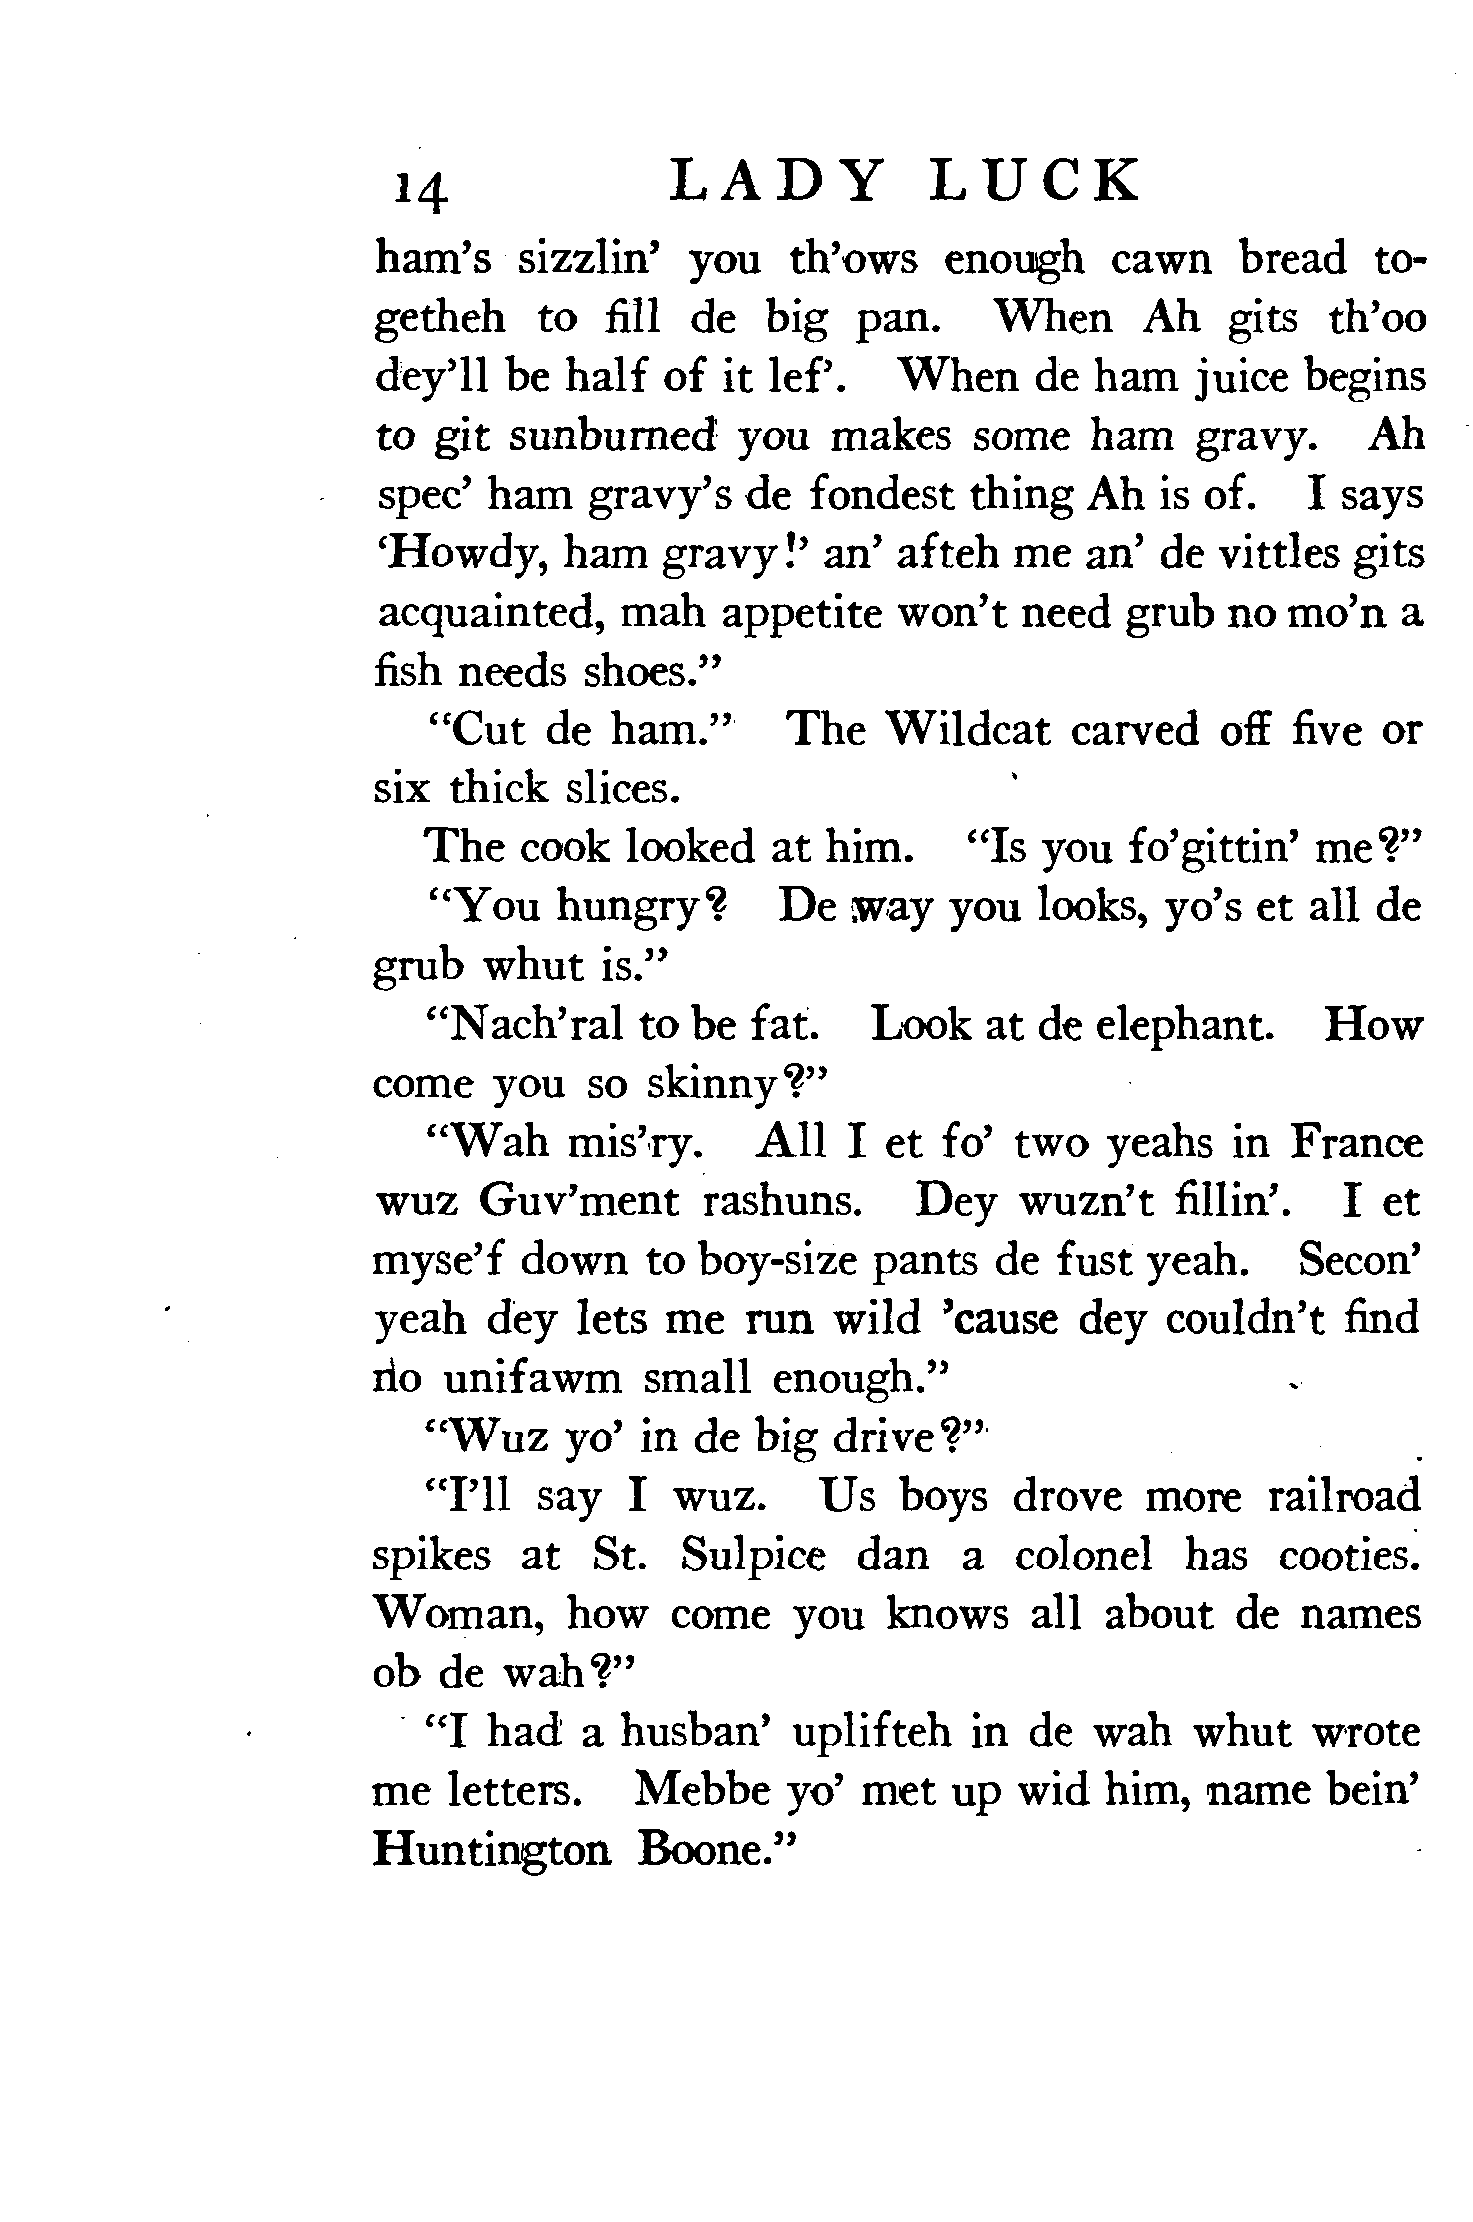 14 LADY LUCK
ham's sizzlin' you th'ows enough cawn bread to-
getheh to fill de big pan. When Ah gits th'oo
dey'll be half of it lef'. When de ham juice begins
to git sunburned you makes some ham gravy. Ah
spec' ham gravy's de fondest thing Ah is of. I says
'Howdy, ham gravy!' an' afteh me an' de vittles gits
acquainted, mah appetite won't need grub no mo'n a
fish needs shoes."
"Cut de ham." The Wildcat carved off five or
six thick slices.
The cook looked at him. "Is you fo'gittin' me?"
"You hungry? De way you looks, yo's et all de
grub whut is."
"Nach'ral to be fat. Look at de elephant. How
come you so skinny?"
"Wah mis'ry. All I et fo' two yeahs in France
wuz Guv'ment rashuns. Dey wuzn't fillin'. I et
myse'f down to boy-size pants de fust yeah. Secon'
yeah dey lets me run wild 'cause dey couldn't find
no unifawm small enough."
"Wuz yo' in de big drive?"
"I'll say I wuz. Us boys drove more railroad
spikes at St. Sulpice dan a colonel has cooties.
Woman, how come you knows all about de names
ob de wah?"
"I had a husban' uplifteh in de wah whut wrote
me letters. Mebbe yo' met up wid him, name bein'
Huntington Boone."